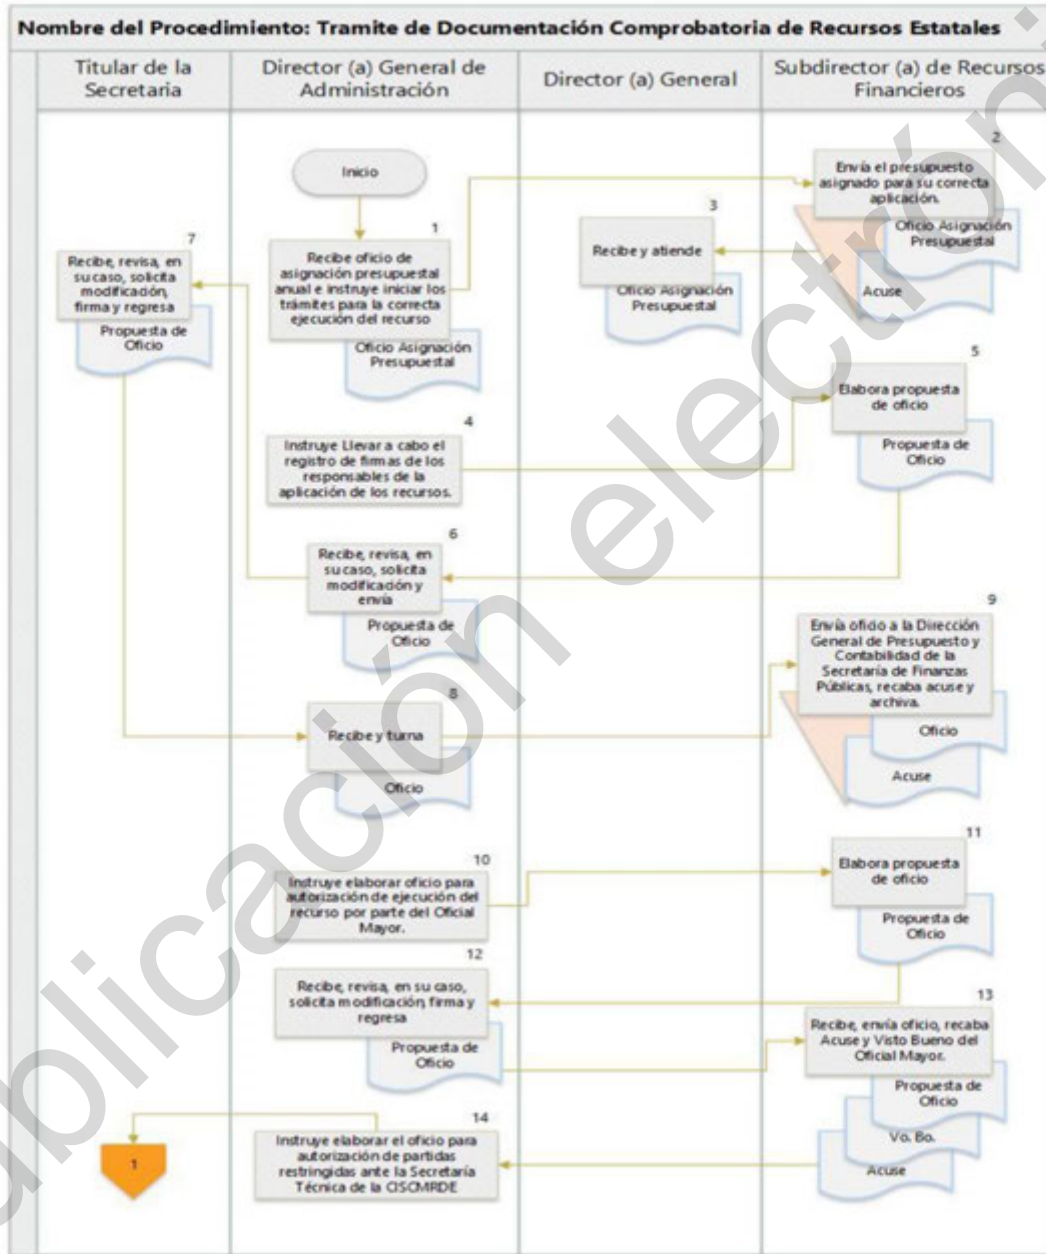 Nombre del Procedimiento: Tramite de Documentación Comprobatoria de Recursos Estatales
Titular de la
Secretaria
Director (a) General de
Administración
Director (a) General
Subdirector (a) de Recursos
Financieros
Inicio
1
Recibe oficio de
asignación presupuestal
anual e instruye iniciar los
trámites para la correcta
ejecución del recurso
Oficio Asignación
Presupuestal
2
Envía el presupuesto
asignado para su correcta
aplicación.
Oficio Asignación
Presupuestal
Acuse
3
Recibe y atiende
Oficio Asignación
Presupuestal
4
Instruye Llevar a cabo el
registro de firmas de los
responsables de la
aplicación de los recursos.
5
Elabora propuesta
de oficio
Propuesta de
Oficio
6
Recibe, revisa, en
su caso, solicita
modificación y
envía
Propuesta de
Oficio
7
Recibe, revisa, en
su caso, solicita
modificación,
firma y regresa
Propuesta de
Oficio
8
Recibe y turna
Oficio
9
Envía oficio a la Dirección
General de Presupuesto y
Contabilidad de la
Secretaría de Finanzas
Públicas, recaba acuse y
archiva.
Oficio
Acuse
10
Instruye elaborar oficio para
autorización de ejecución del
recurso por parte del Oficial
Mayor.
11
Elabora propuesta
de oficio
Propuesta de
Oficio
12
Recibe, revisa, en su caso,
solicita modificación, firma y
regresa
Propuesta de
Oficio
13
Recibe, envía oficio, recaba
Acuse y Visto Bueno del
Oficial Mayor.
Propuesta de
Oficio
Vo. Bo.
Acuse
14
Instruye elaborar el oficio para
autorización de partidas
restringidas ante la Secretaría
Técnica de la CISCMRDE
1
ublicación electróni